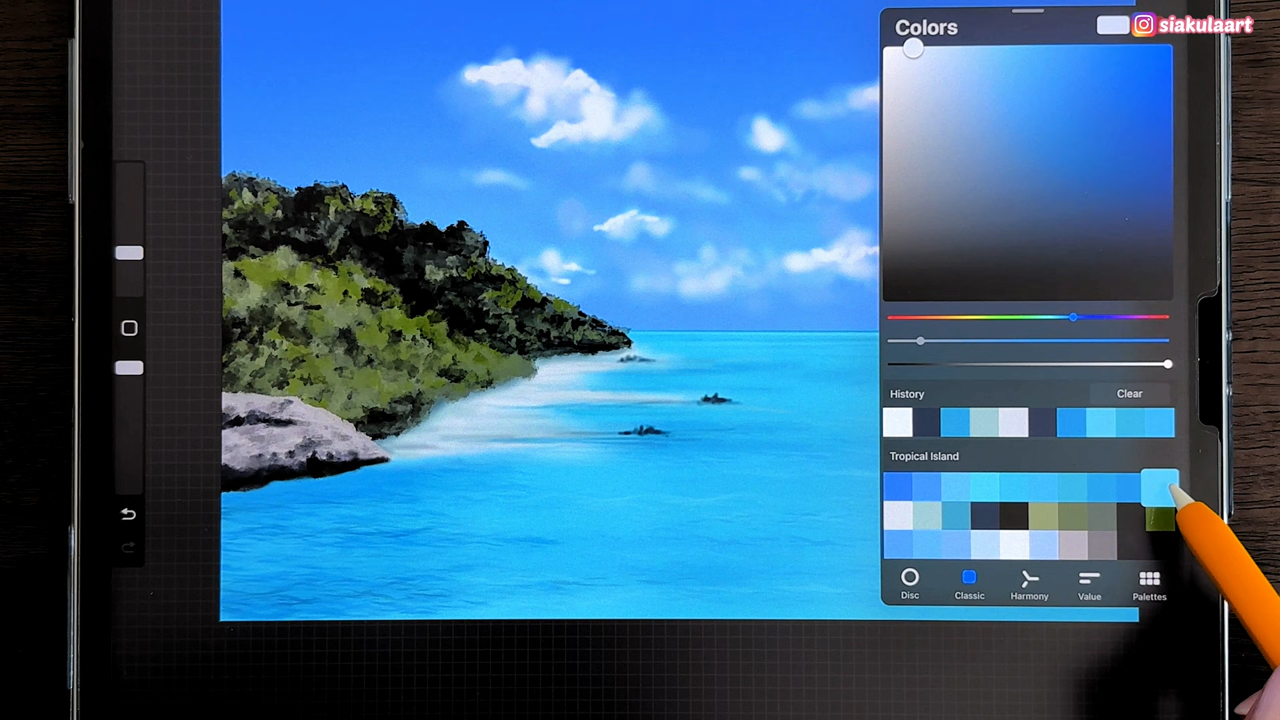 Colors
siakulaart
History
Clear
Tropical Island
Disc
Classic
Harmony
Value
Palettes